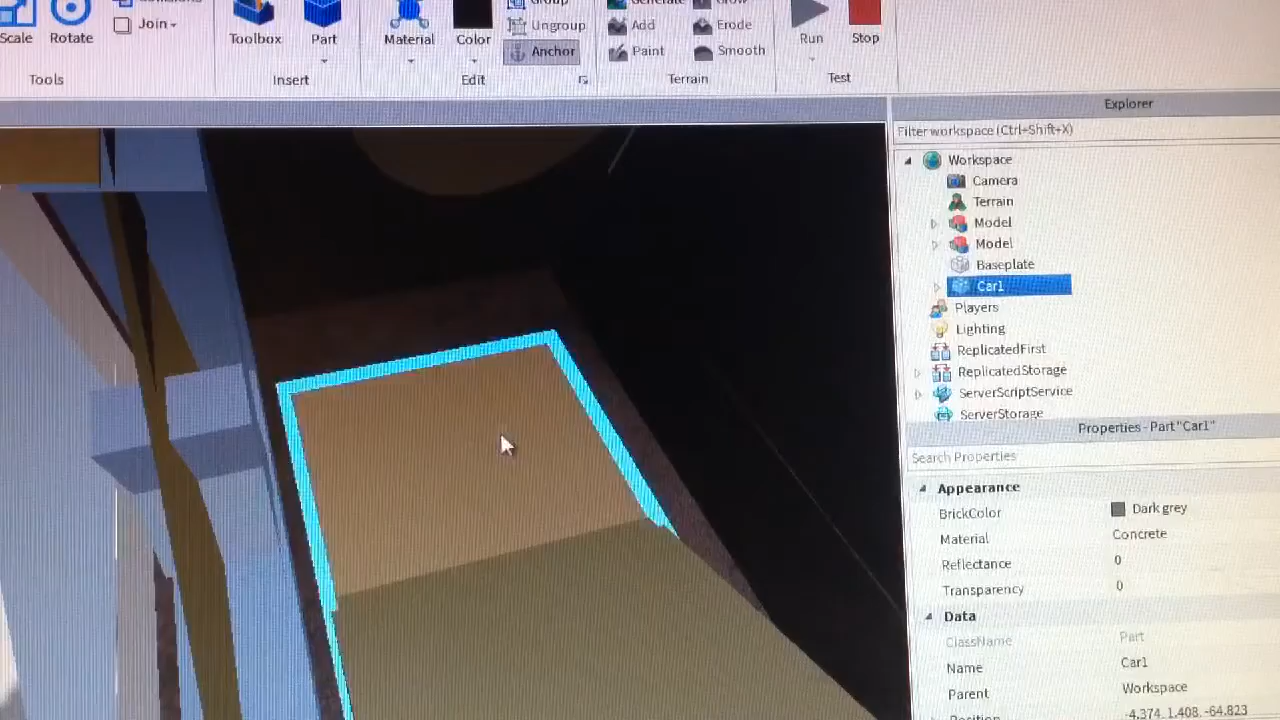 Group
Generate Grow
Scale Rotate Join Toolbox Part Material Color Ungroup Add Erode Run Stop
Anchor Paint Smooth
Tools Insert Edit Terrain Test
Explorer
Filter workspace (Ctrl+Shift+X)
Workspace
Camera
Terrain
Model
Model
Baseplate
Car1
Players
Lighting
ReplicatedFirst
ReplicatedStorage
ServerScriptService
ServerStorage
Properties - Part "Car1"
Search Properties
Appearance
BrickColor Dark grey
Material Concrete
Reflectance 0
Transparency 0
Data
ClassName Part
Name Car1
Parent Workspace
Position -4.374, 1.408, -64.823